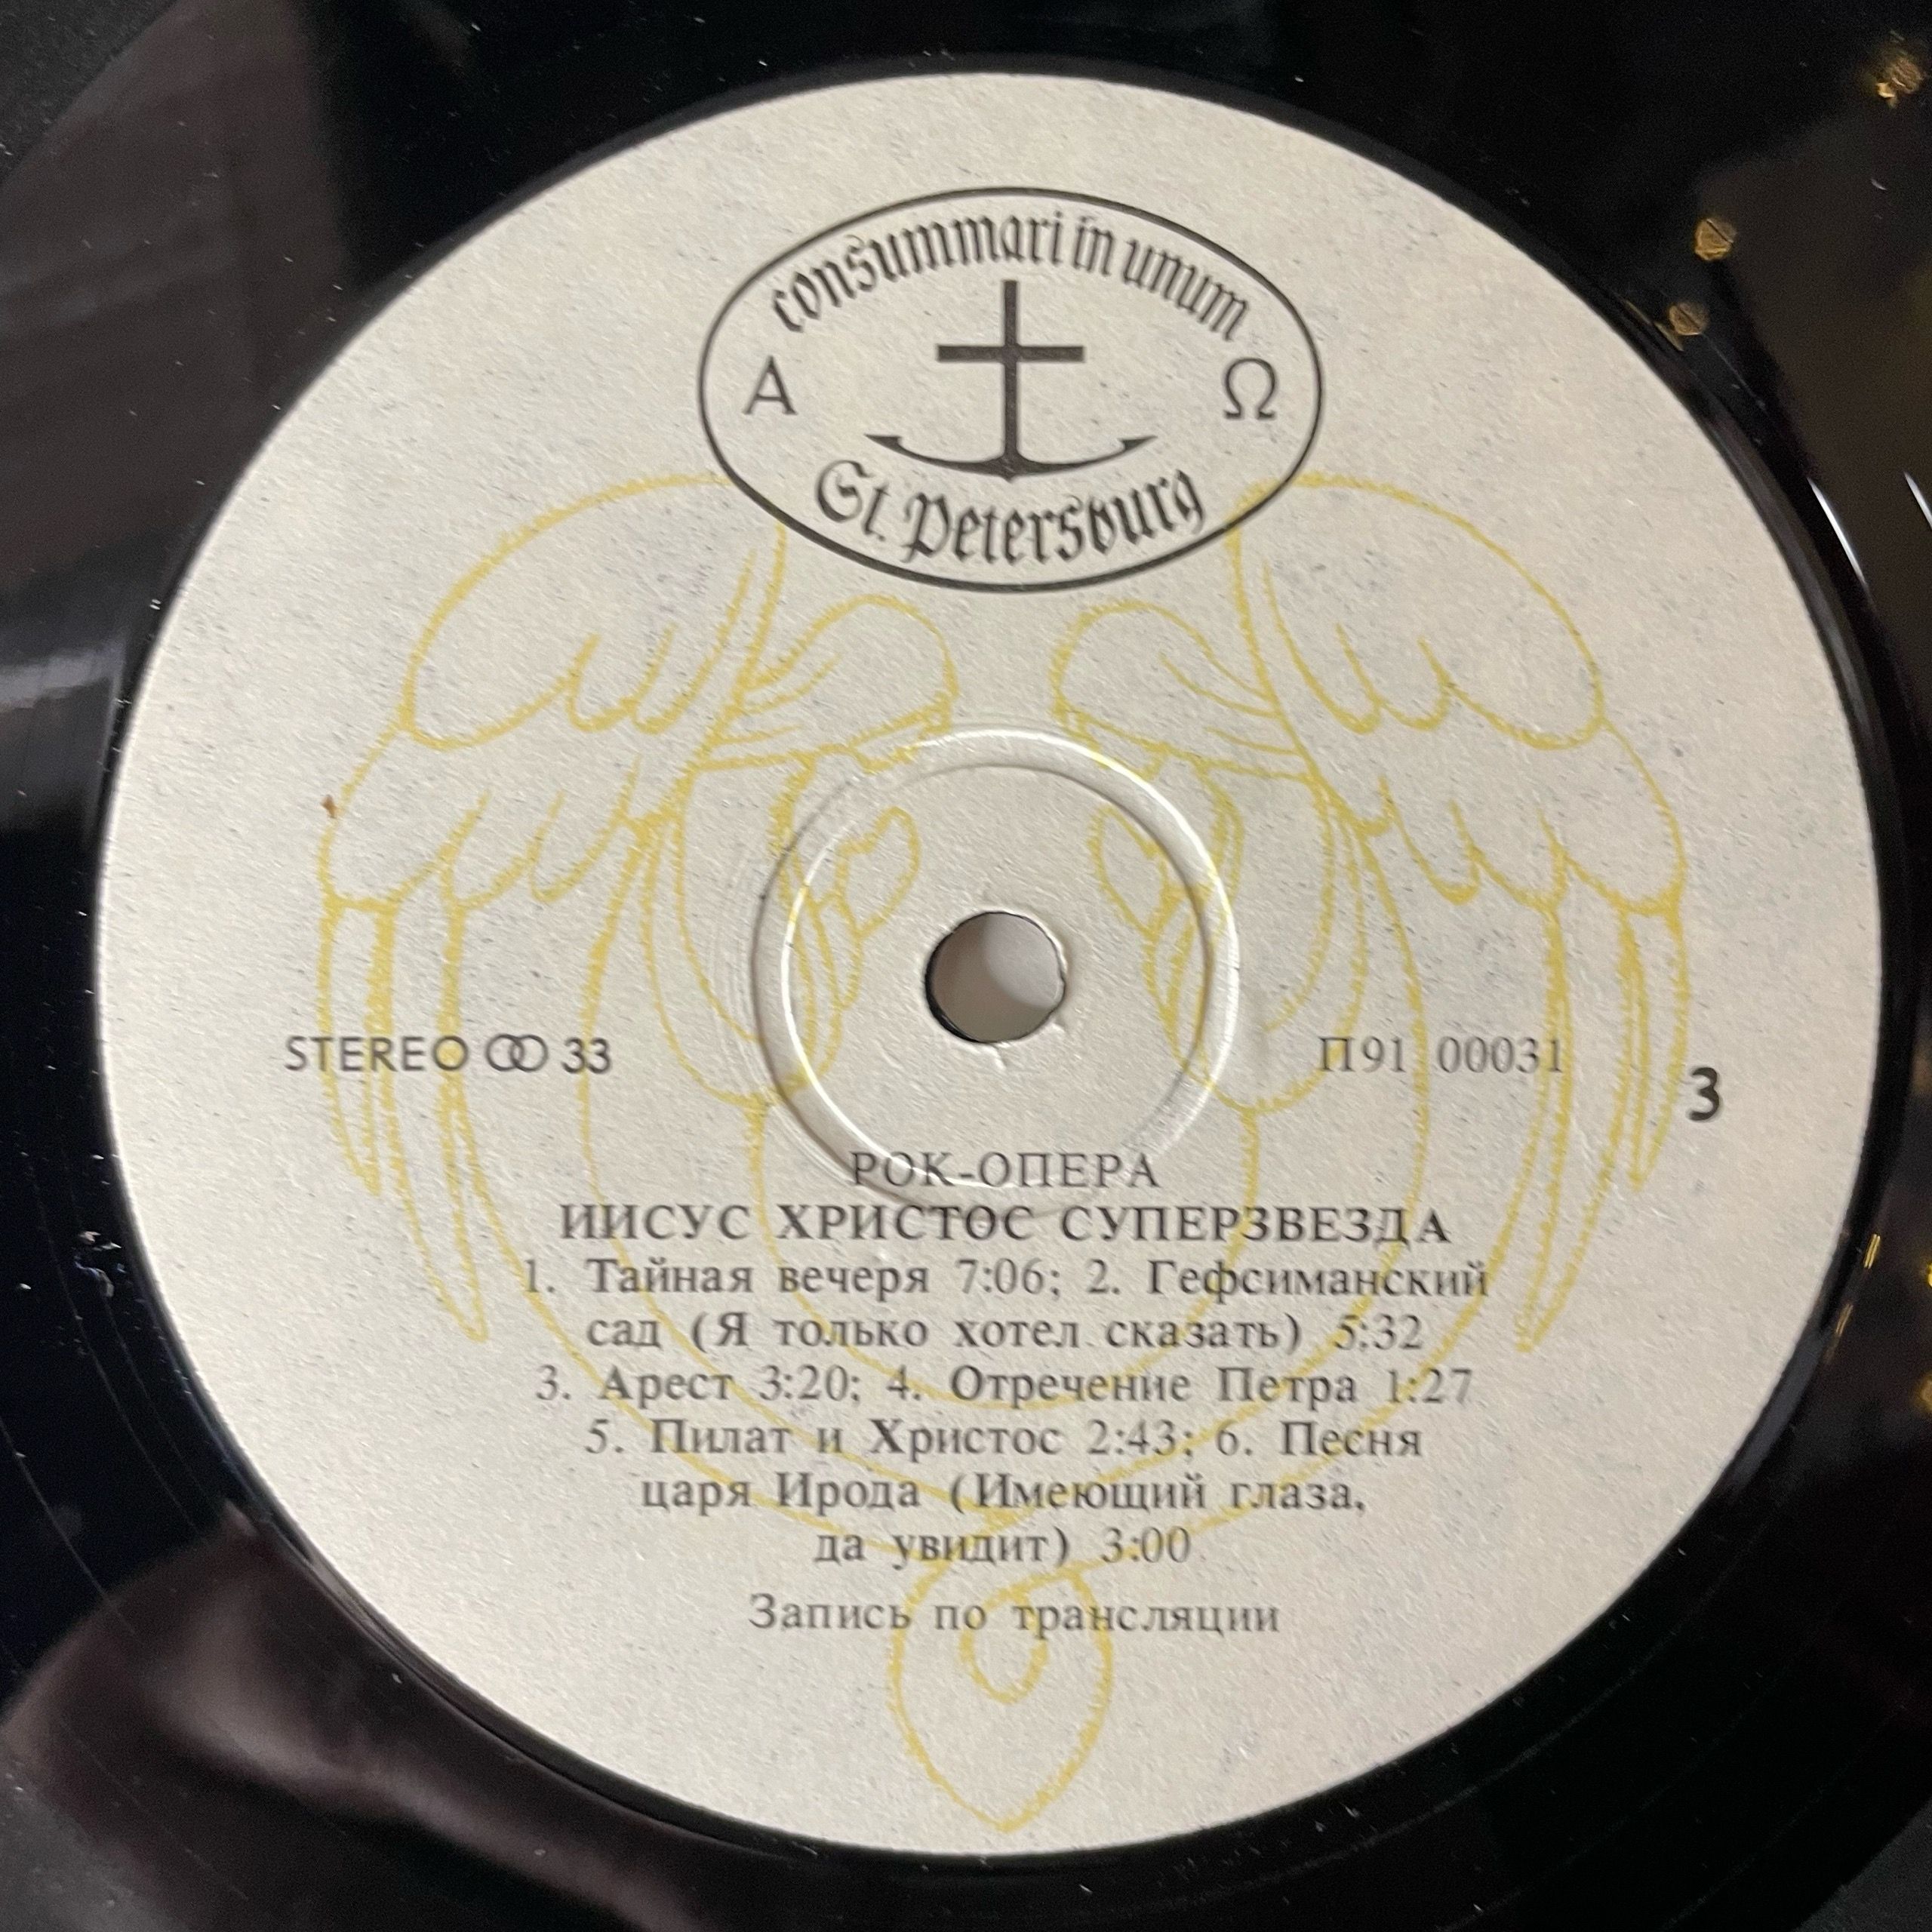 consummari in unum
Α Ω
St. Petersburg
STEREO 33 П91 00031
3
РОК-ОПЕРА
ИИСУС ХРИСТОС СУПЕРЗВЕЗДА
1. Тайная вечеря 7:06; 2. Гефсиманский
сад (Я только хотел сказать) 5:32
3. Арест 3:20; 4. Отречение Петра 1:27
5. Пилат и Христос 2:43; 6. Песня
царя Ирода (Имеющий глаза,
да увидит) 3:00
Запись по трансляции